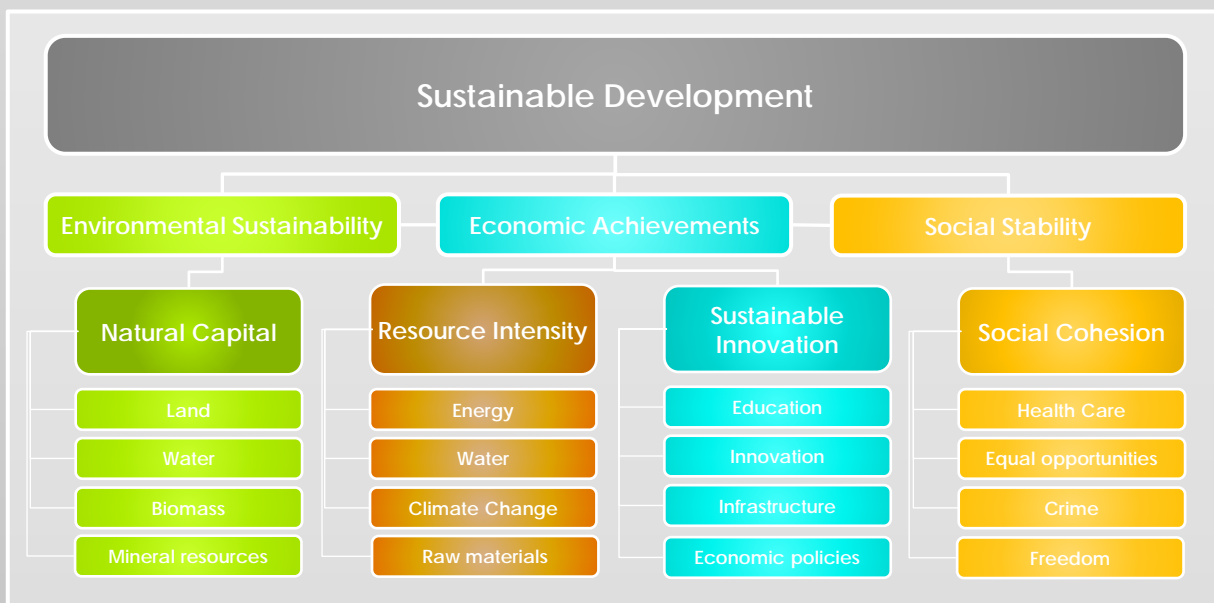 Sustainable Development
Environmental Sustainability
Economic Achievements
Social Stability
Natural Capital
Land
Water
Biomass
Mineral resources
Resource Intensity
Energy
Water
Climate Change
Raw materials
Sustainable
Innovation
Education
Innovation
Infrastructure
Economic policies
Social Cohesion
Health Care
Equal opportunities
Crime
Freedom